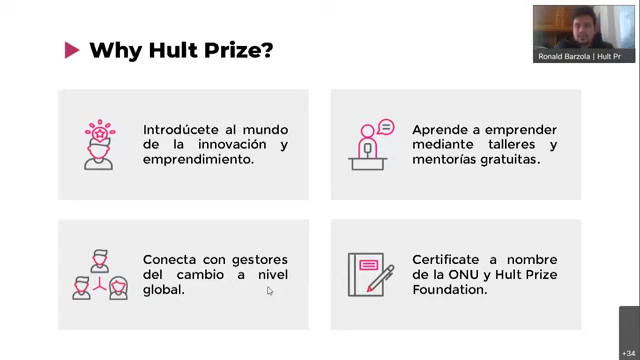 Why Hult Prize?
Ronald Barzola | Hult Pr
Introdúcete al mundo
de la innovación y
emprendimiento.
Aprende a emprender
mediante talleres y
mentorías gratuitas.
Conecta con gestores
del cambio a nivel
global.
Certificate a nombre
de la ONU y Hult Prize
Foundation.
+34